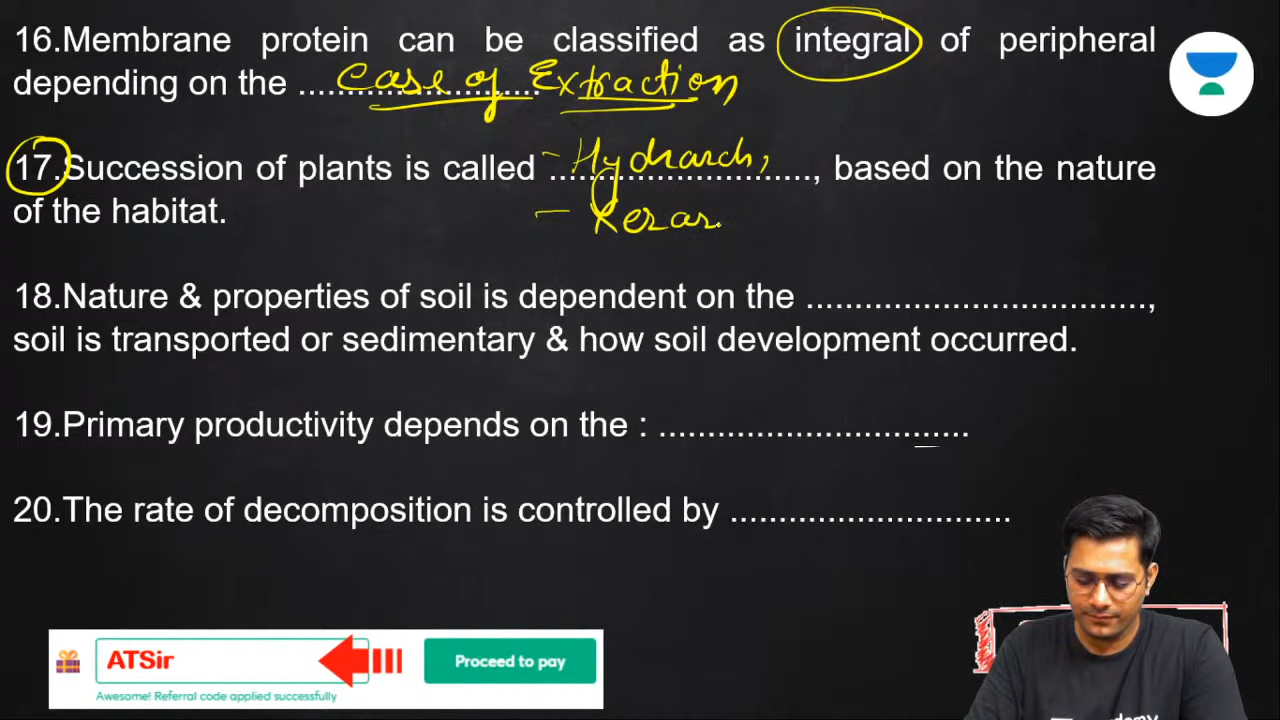 16.Membrane protein can be classified as integral of peripheral
depending on the ......................... Ease of Extraction
17.Succession of plants is called ..........................., based on the nature
- Hydrarch,
of the habitat.
- Xerar
18.Nature & properties of soil is dependent on the ..................................,
soil is transported or sedimentary & how soil development occurred.
19.Primary productivity depends on the : ................................
20.The rate of decomposition is controlled by .............................
ATSir
Proceed to pay
Awesome! Referral code applied successfully